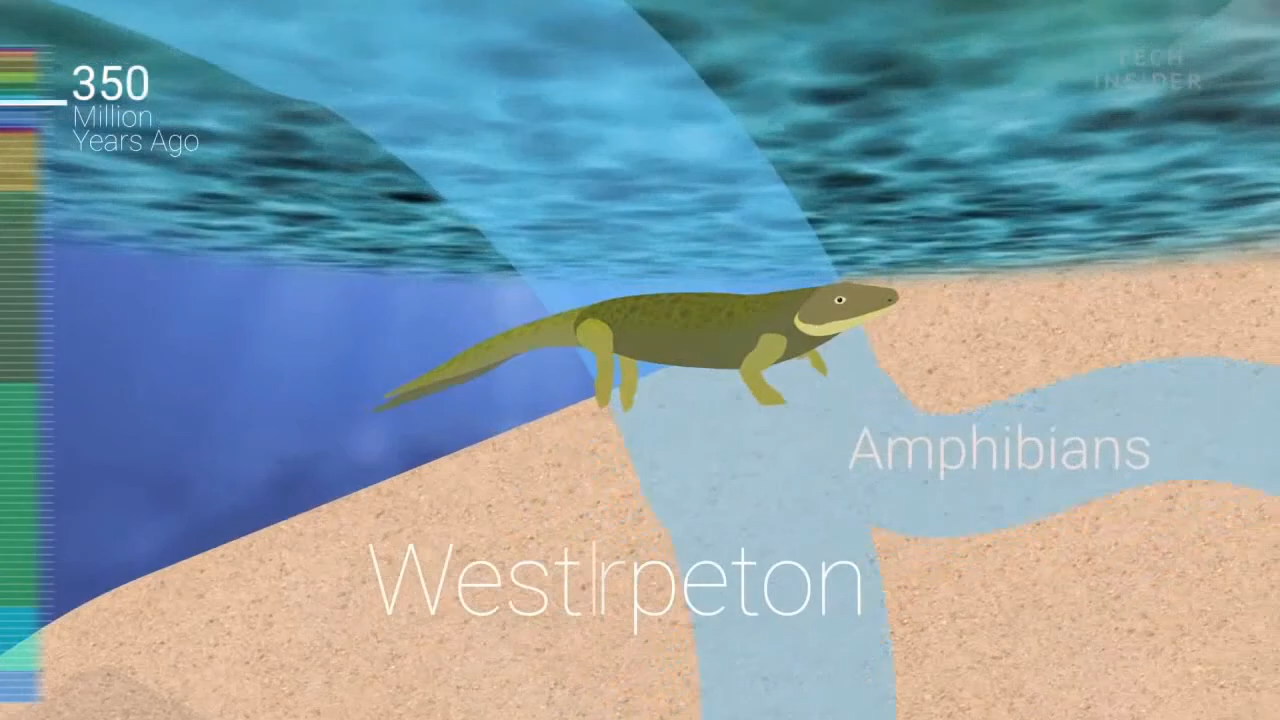 350
Million
Years Ago
TECH
INSIDER
Amphibians
Westlrpeton